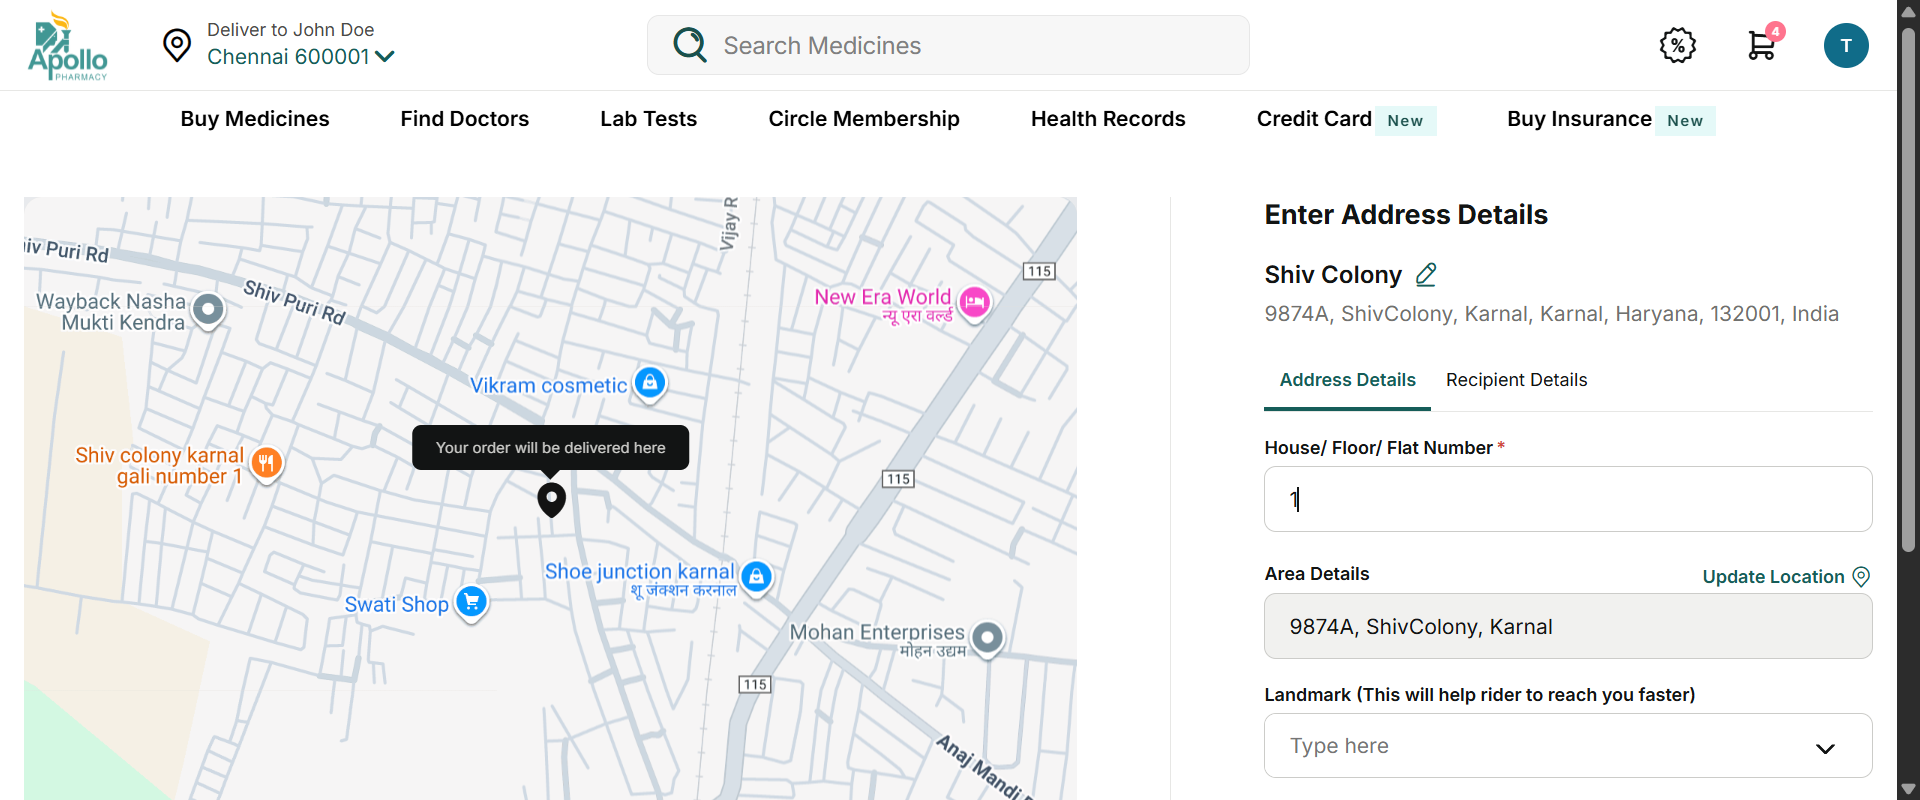 Apollo
PHARMACY
Deliver to John Doe
Chennai 600001
Search Medicines
%
4
T
Buy Medicines
Find Doctors
Lab Tests
Circle Membership
Health Records
Credit Card New
Buy Insurance New
Shiv Puri Rd
Wayback Nasha
Mukti Kendra
Vijay R
115
New Era World
न्यू एरा वर्ल्ड
Vikram cosmetic
Your order will be delivered here
Shiv colony karnal
gali number 1
115
Shoe junction karnal
शू जंक्शन करनाल
Swati Shop
Mohan Enterprises
मोहन उद्यम
115
Anaj Mandi
Enter Address Details
Shiv Colony
9874A, ShivColony, Karnal, Karnal, Haryana, 132001, India
Address Details
Recipient Details
House/ Floor/ Flat Number *
1
Area Details
Update Location
9874A, ShivColony, Karnal
Landmark (This will help rider to reach you faster)
Type here